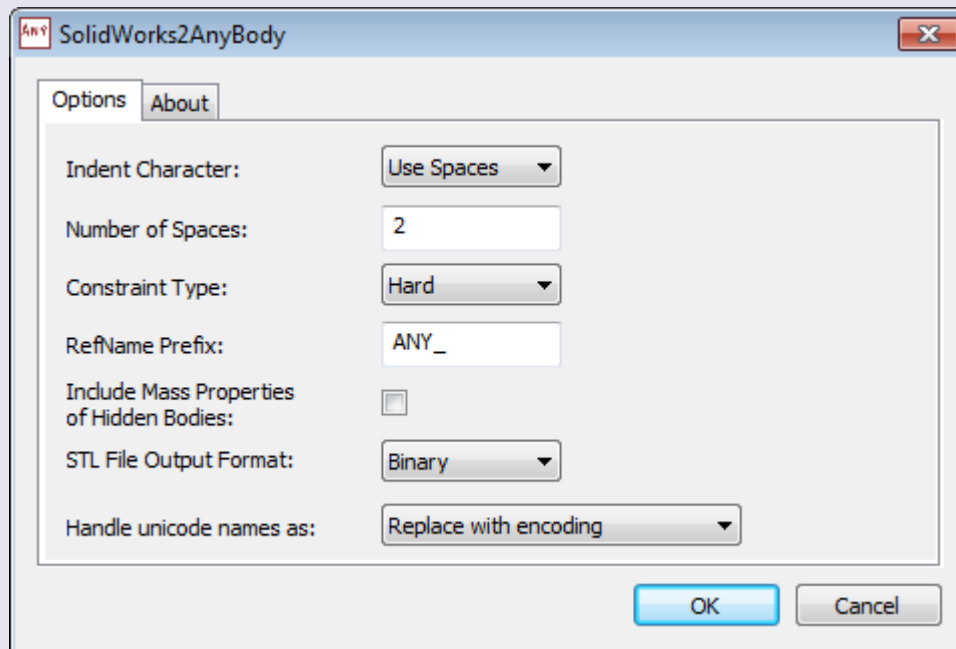 ANY SolidWorks2AnyBody
Options About
Indent Character: Use Spaces
Number of Spaces: 2
Constraint Type: Hard
RefName Prefix: ANY_
Include Mass Properties
of Hidden Bodies:
STL File Output Format: Binary
Handle unicode names as: Replace with encoding
OK Cancel